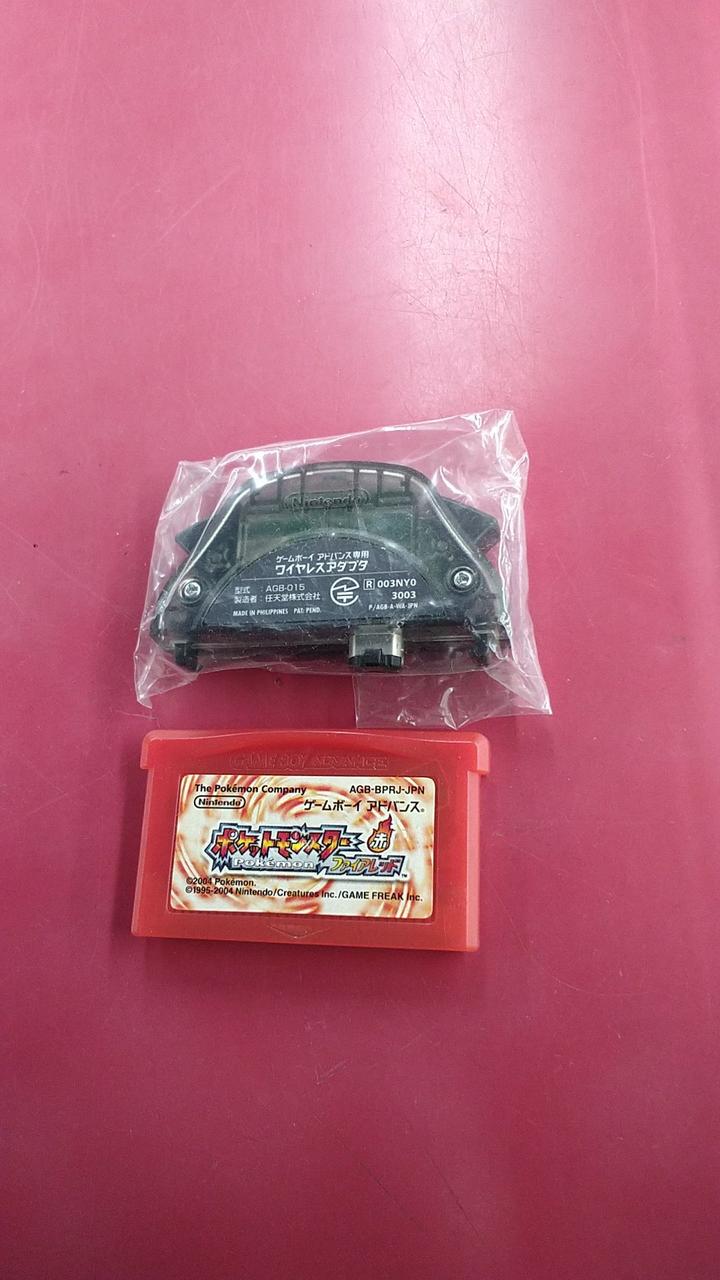 Nintendo
ゲームボーイ アドバンス専用
ワイヤレスアダプタ
型式 AGB-015
製造者：任天堂株式会社
R 003NY0
3003
MADE IN PHILIPPINES PAT. PEND.
P/AGB-A-WA-JPN
GAME BOY ADVANCE
The Pokémon Company AGB-BPRJ-JPN
Nintendo ゲームボーイ アドバンス®
ポケットモンスター 赤
Pokémon ファイアレッド™
©2004 Pokémon.
©1995-2004 Nintendo/Creatures inc./GAME FREAK inc.